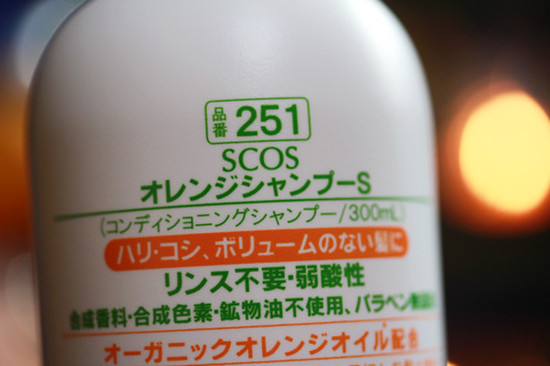 品番 251
SCOS
オレンジシャンプーS
(コンディショニングシャンプー/300mL)
ハリ・コシ、ボリュームのない髪に
リンス不要・弱酸性
合成香料・合成色素・鉱物油不使用、パラベン無
オーガニックオレンジオイル配合